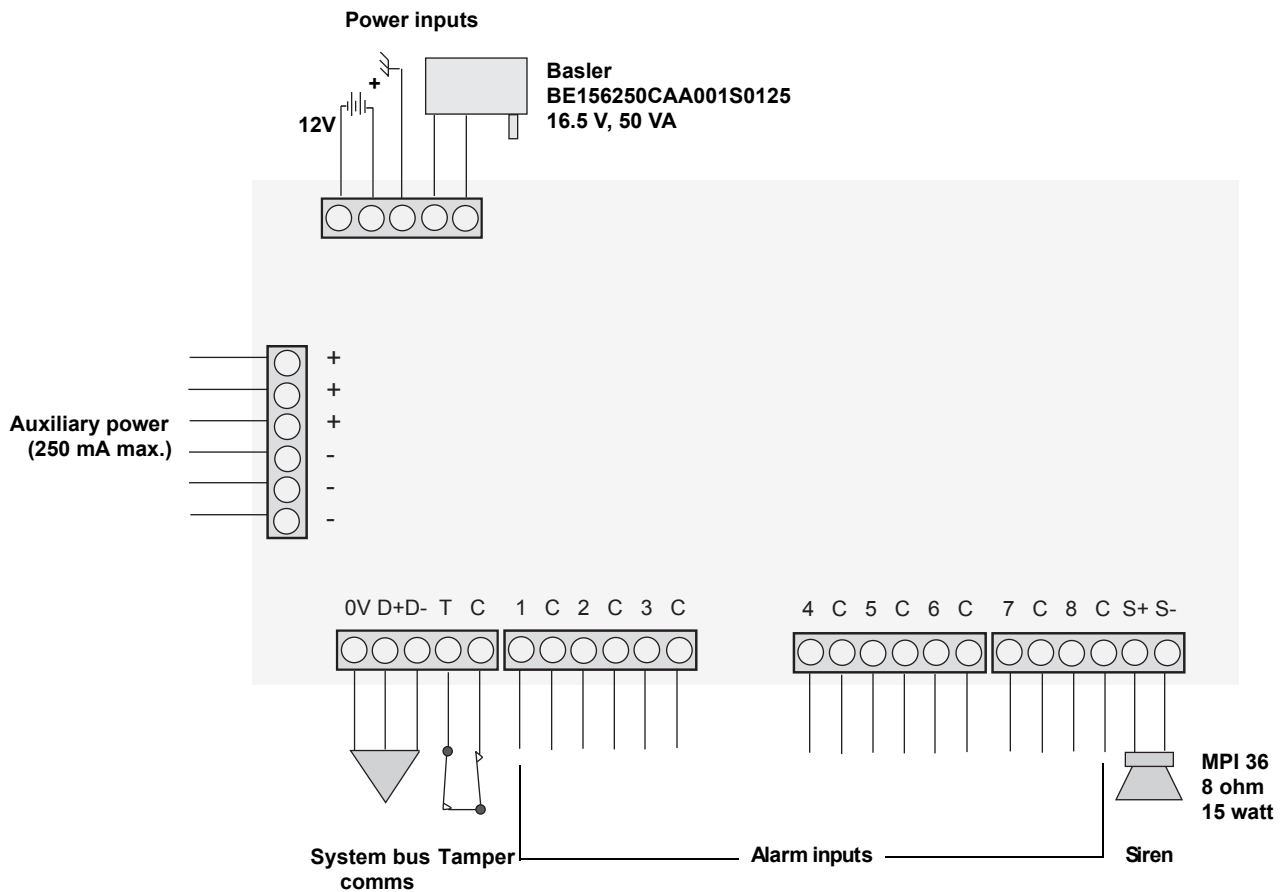 Power inputs
+
12V
Basler
BE156250CAA001S0125
16.5 V, 50 VA
+
+
+
-
-
-
Auxiliary power
(250 mA max.)
0V D+D- T C 1 C 2 C 3 C
4 C 5 C 6 C 7 C 8 C S+ S-
MPI 36
8 ohm
15 watt
System bus
comms
Tamper
Alarm inputs
Siren